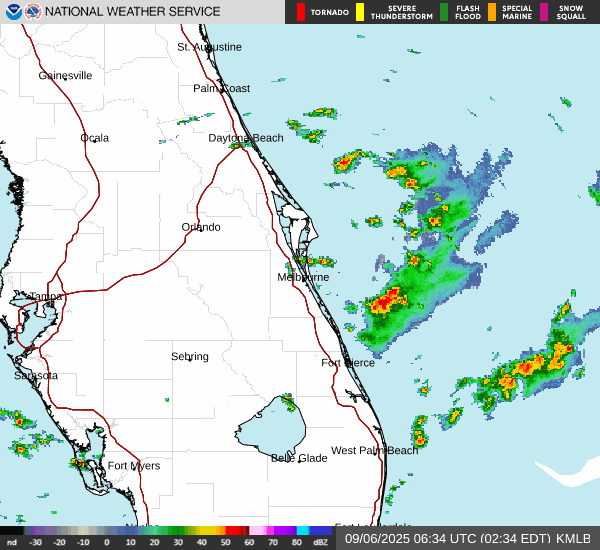 NATIONAL WEATHER SERVICE
TORNADO
SEVERE THUNDERSTORM
FLASH FLOOD
SPECIAL MARINE
SNOW SQUALL
St. Augustine
Gainesville
Palm Coast
Ocala
Daytona Beach
Orlando
Melbourne
Tampa
Sebring
Fort Pierce
Sarasota
West Palm Beach
Belle Glade
Fort Myers
nd -30 -20 -10 0 10 20 30 40 50 60 70 80 dBZ
09/06/2025 06:34 UTC (02:34 EDT) KMLB